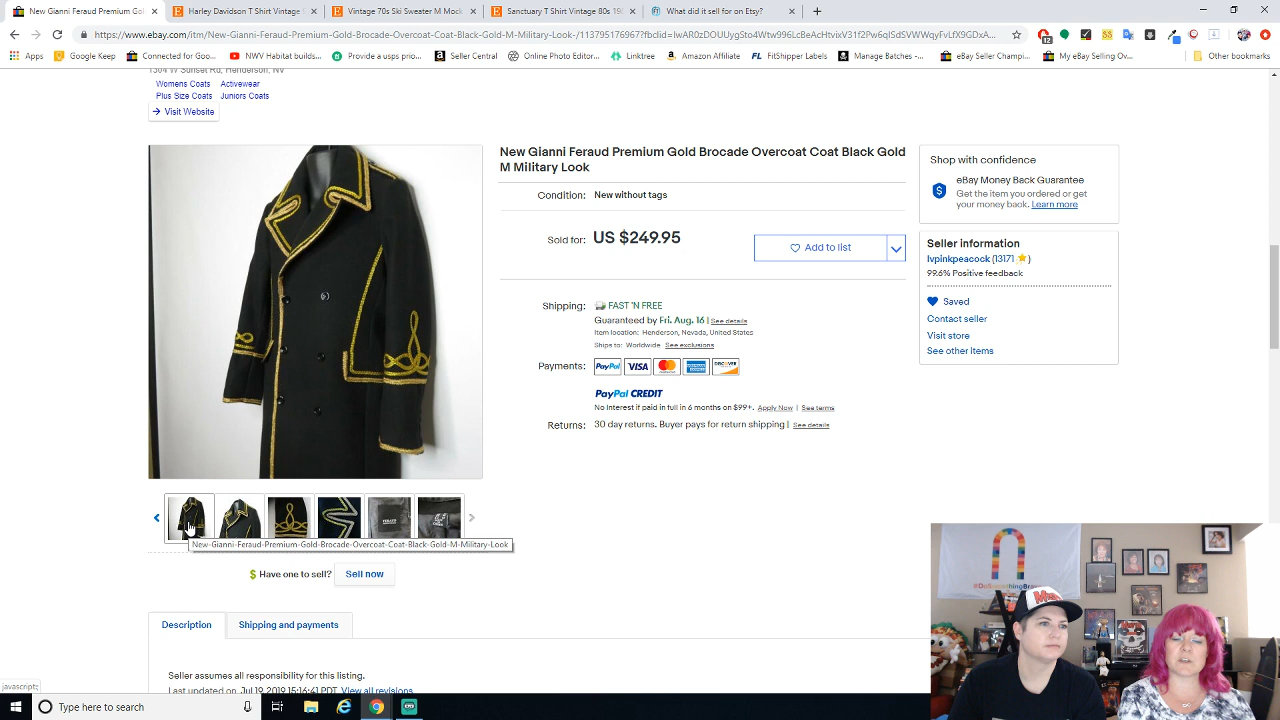 New Gianni Feraud Premium Gol
Harley Davidson T Shirt Vintage
Vintage 70s Ski Sweater M Mock
Sanctuary T Shirt Vintage 80s 19
What did it sell for on Etsy?
https://www.ebay.com/itm/New-Gianni-Feraud-Premium-Gold-Brocade-Overcoat-Coat-Black-Gold-M-Military-Look-/113795176967?
Apps
Google Keep
Connected for Goo...
NWV Habitat builds...
Provide a usps prio...
Seller Central
Online Photo Editor...
Linktree
Amazon Affiliate
FitShipper Labels
Manage Batches -...
eBay Seller Champi...
My eBay Selling Ov...
Other bookmarks
1304 W Sunset Rd, Henderson, NV
Womens Coats Activewear
Plus Size Coats Juniors Coats
Visit Website
New Gianni Feraud Premium Gold Brocade Overcoat Coat Black Gold
M Military Look
Condition: New without tags
Sold for: US $249.95
Add to list
Shipping: FAST 'N FREE
Guaranteed by Fri. Aug. 16 | See details
Item location: Henderson, Nevada, United States
Ships to: Worldwide See exclusions
Payments: PayPal VISA MasterCard AMERICAN EXPRESS DISCOVER
PayPal CREDIT
No Interest if paid in full in 6 months on $99+. Apply Now | See terms
Returns: 30 day returns. Buyer pays for return shipping | See details
Shop with confidence
eBay Money Back Guarantee
Get the item you ordered or get
your money back. Learn more
Seller information
lvpinkpeacock (13171)
99.6% Positive feedback
Saved
Contact seller
Visit store
See other items
New-Gianni-Feraud-Premium-Gold-Brocade-Overcoat-Coat-Black-Gold-M-Military-Look
$ Have one to sell? Sell now
Description
Shipping and payments
Seller assumes all responsibility for this listing.
Last updated on Jul 19, 2019 15:16:41 PDT View all revisions
javascript:;
Type here to search